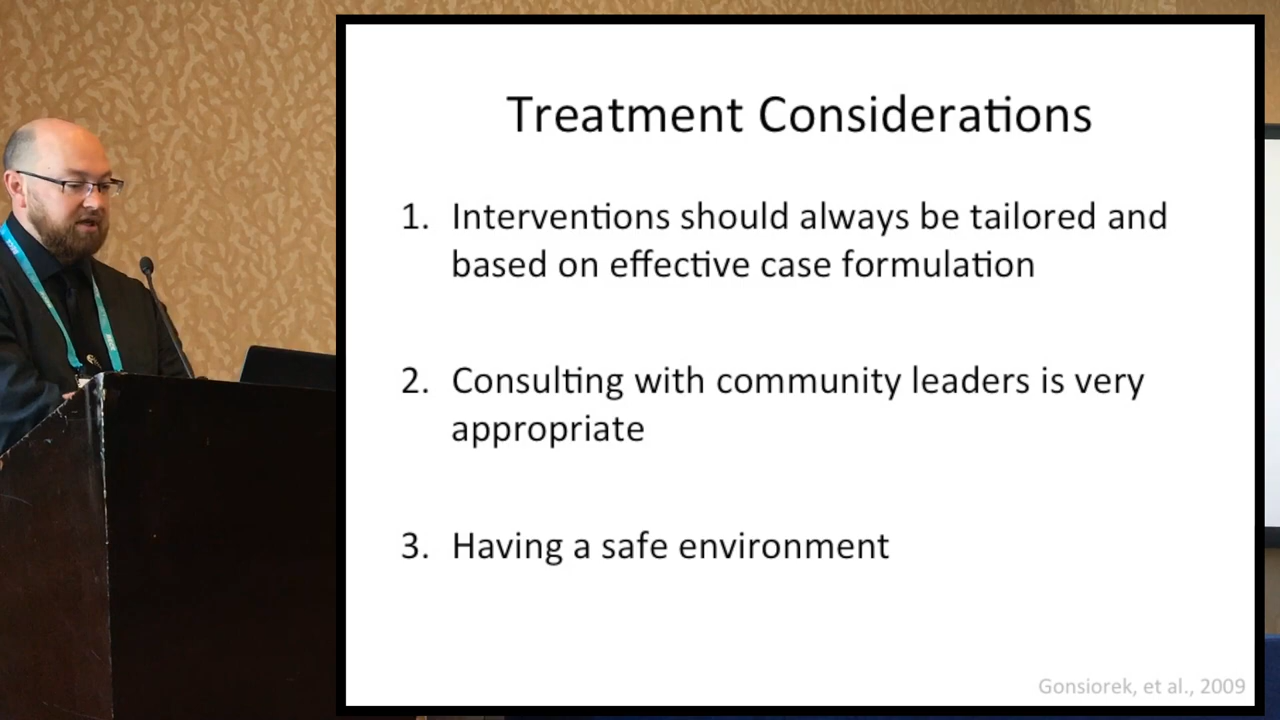 Treatment Considerations
1. Interventions should always be tailored and
based on effective case formulation
2. Consulting with community leaders is very
appropriate
3. Having a safe environment
Gonsiorek, et al., 2009